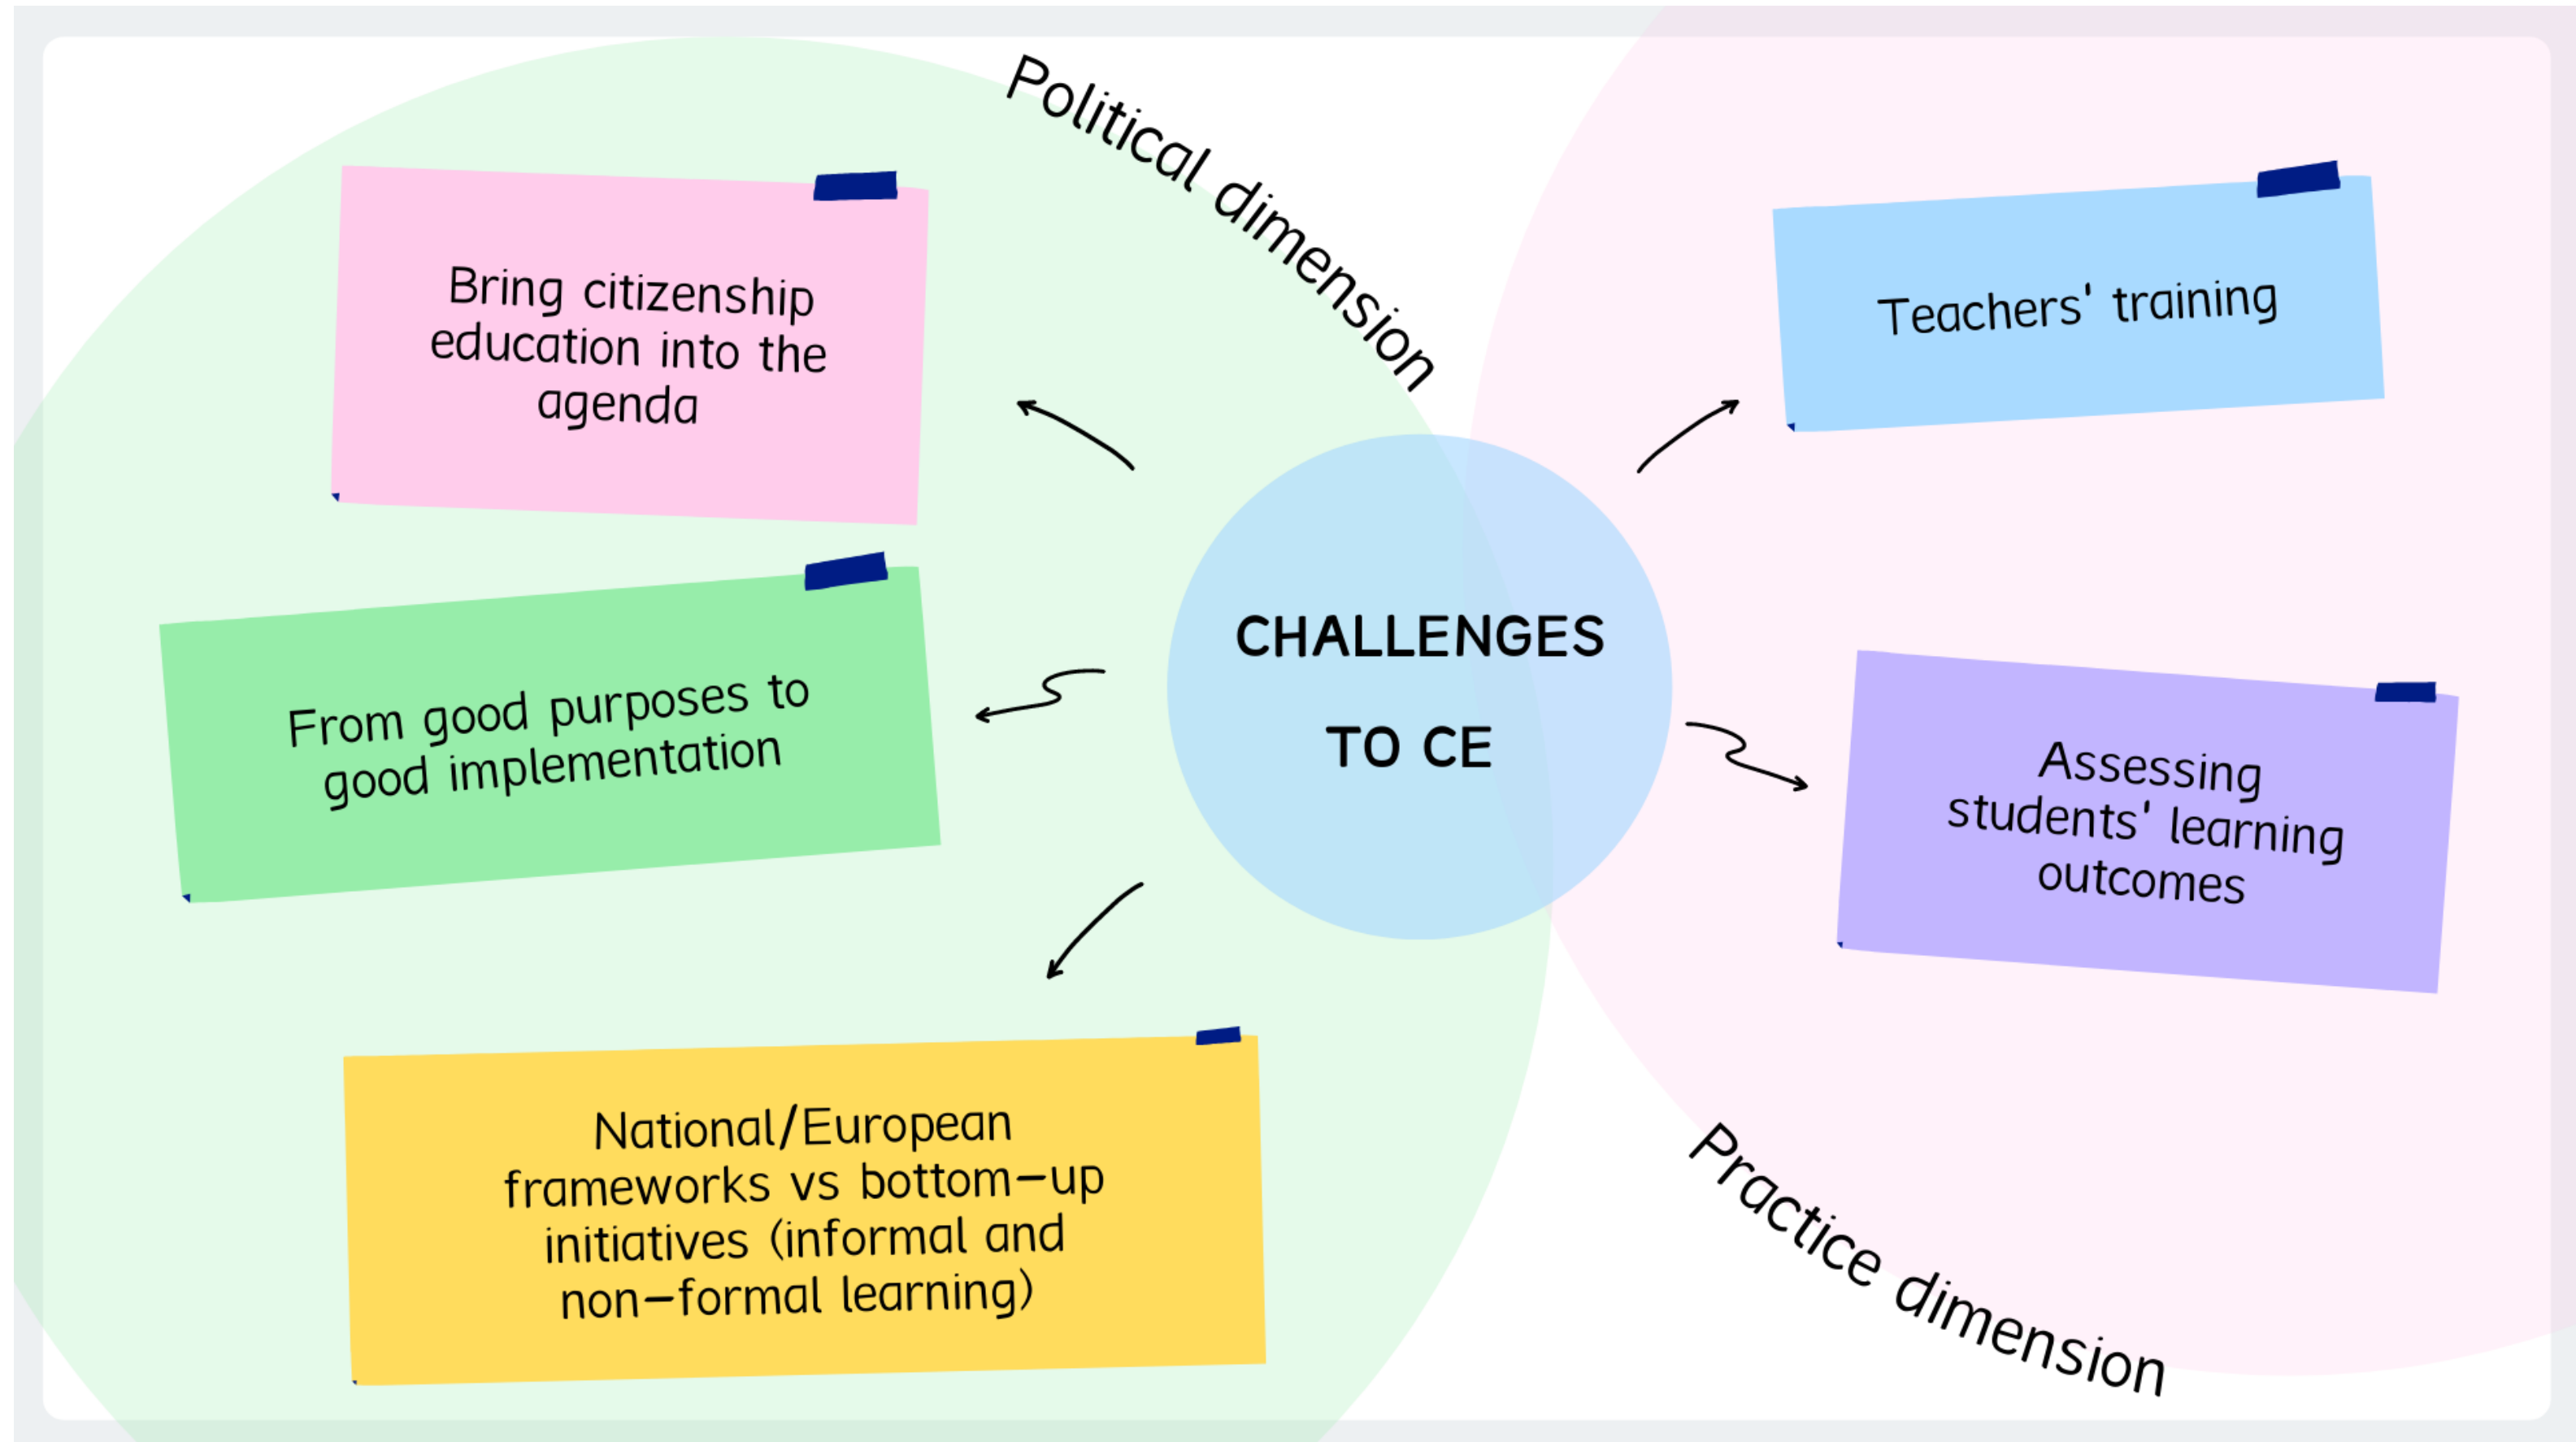 Political dimension
Bring citizenship
education into the
agenda
From good purposes to
good implementation
National/European
frameworks vs bottom-up
initiatives (informal and
non-formal learning)
CHALLENGES
TO CE
Teachers' training
Assessing
students' learning
outcomes
Practice dimension